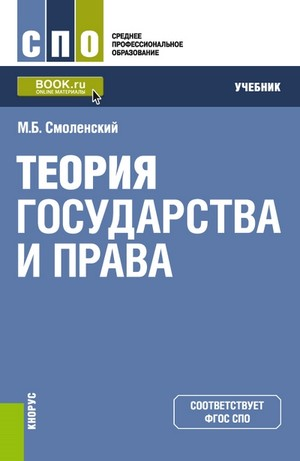 СПО
СРЕДНЕЕ
ПРОФЕССИОНАЛЬНОЕ
ОБРАЗОВАНИЕ
BOOK.ru
ONLINE МАТЕРИАЛЫ
УЧЕБНИК
М.Б. Смоленский
ТЕОРИЯ
ГОСУДАРСТВА
И ПРАВА
СООТВЕТСТВУЕТ
ФГОС СПО
КНОРУС